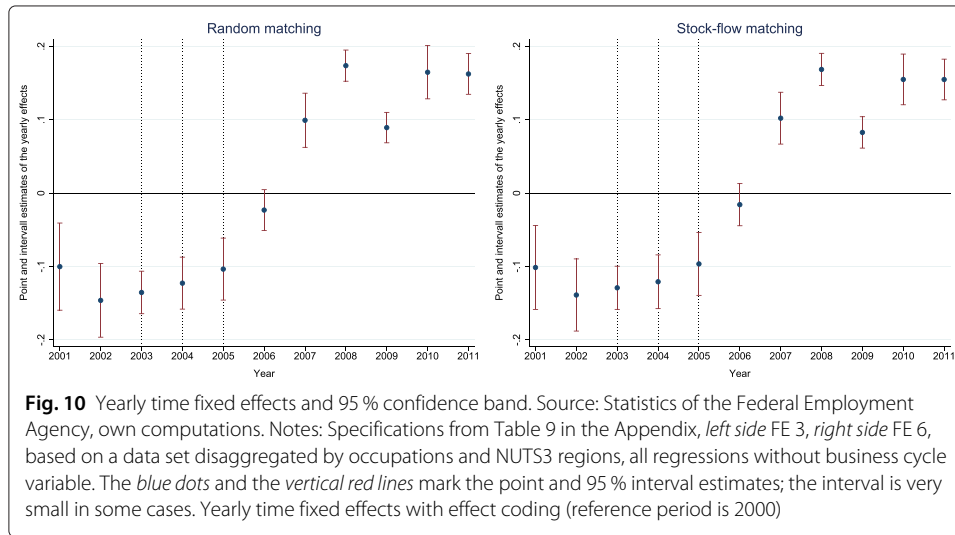 Random matching
Point and intervall estimates of the yearly effects
.2
.1
0
-.1
-.2
2001 2002 2003 2004 2005 2006 2007 2008 2009 2010 2011
Year
Stock-flow matching
Point and intervall estimates of the yearly effects
.2
.1
0
-.1
-.2
2001 2002 2003 2004 2005 2006 2007 2008 2009 2010 2011
Year
Fig. 10 Yearly time fixed effects and 95 % confidence band. Source: Statistics of the Federal Employment
Agency, own computations. Notes: Specifications from Table 9 in the Appendix, left side FE 3, right side FE 6,
based on a data set disaggregated by occupations and NUTS3 regions, all regressions without business cycle
variable. The blue dots and the vertical red lines mark the point and 95 % interval estimates; the interval is very
small in some cases. Yearly time fixed effects with effect coding (reference period is 2000)